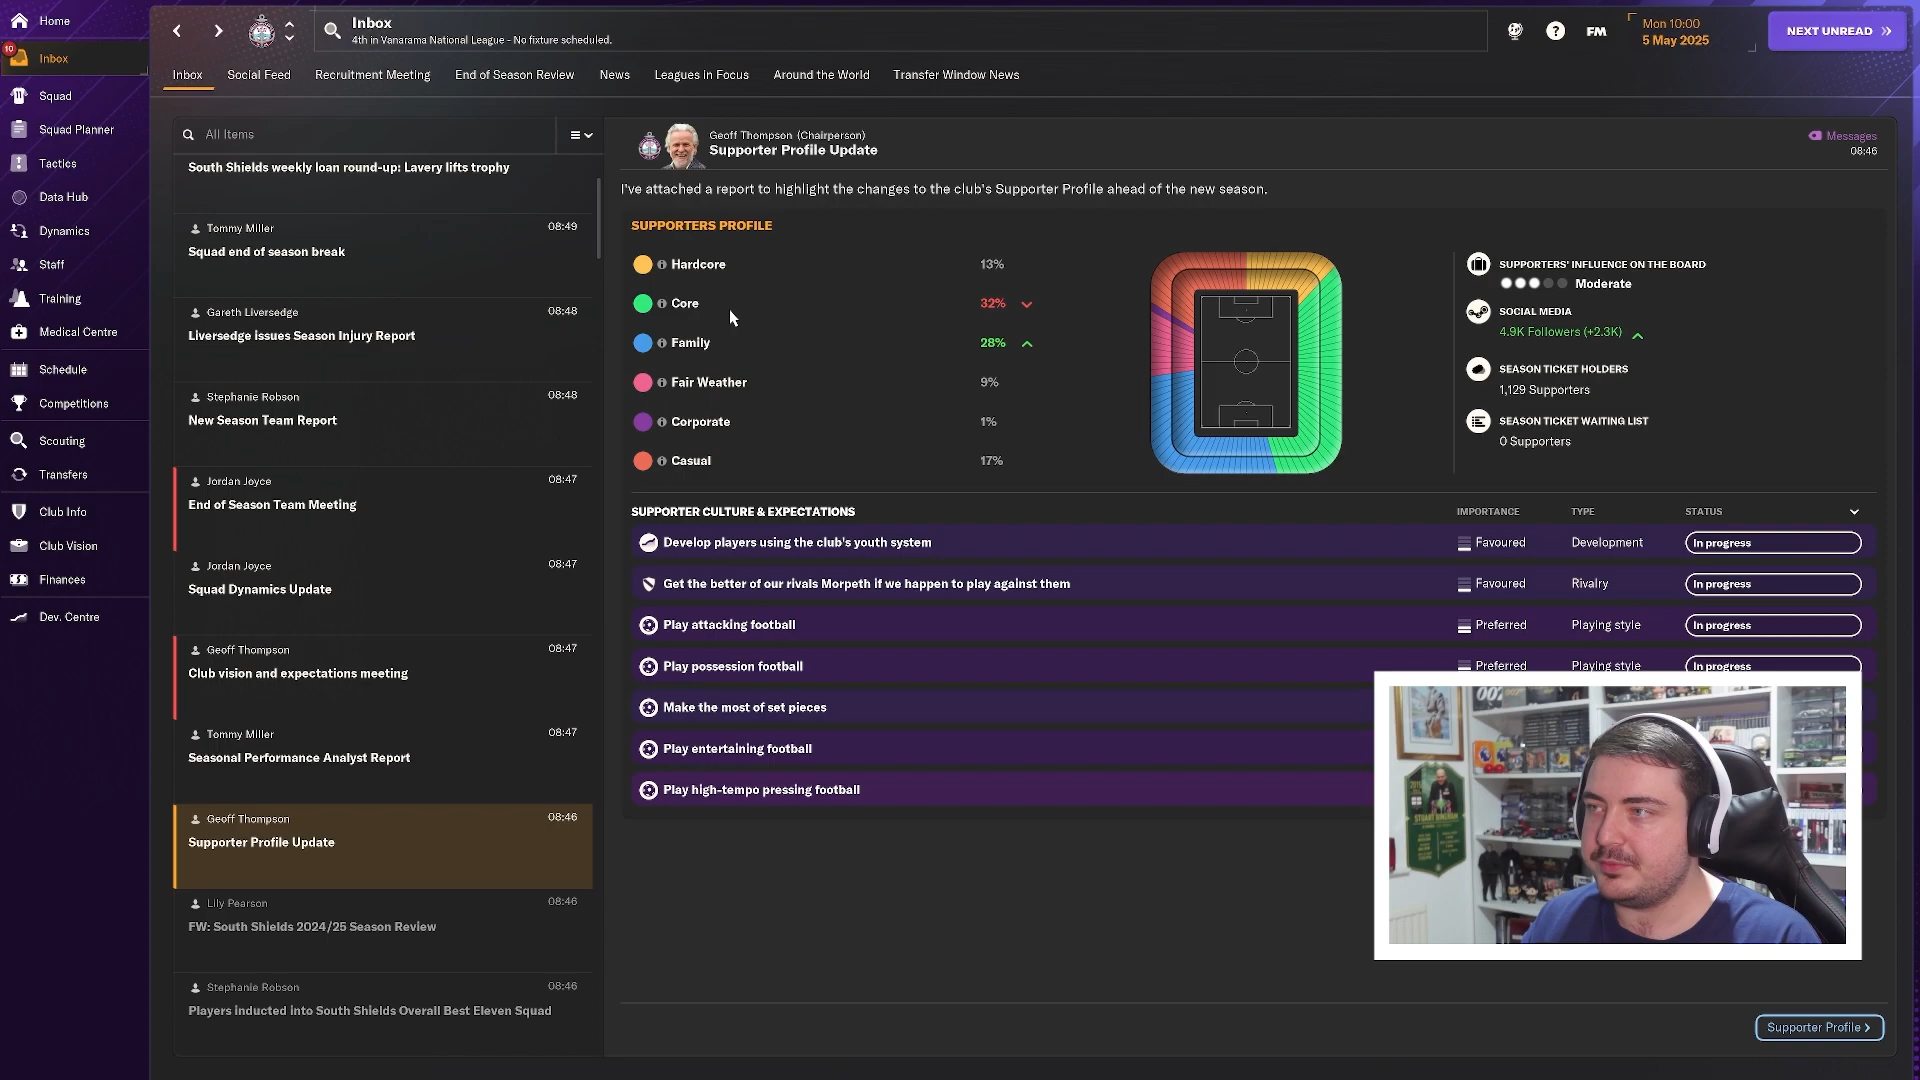 Home
10
Inbox
Squad
Squad Planner
Tactics
Data Hub
Dynamics
Staff
Training
Medical Centre
Schedule
Competitions
Scouting
Transfers
Club Info
Club Vision
Finances
Dev. Centre
Inbox
4th in Vanarama National League - No fixture scheduled.
FM
Mon 10:00
5 May 2025
NEXT UNREAD
Inbox
Social Feed
Recruitment Meeting
End of Season Review
News
Leagues in Focus
Around the World
Transfer Window News
All Items
South Shields weekly loan round-up: Lavery lifts trophy
Tommy Miller 08:49
Squad end of season break
Gareth Liversedge 08:48
Liversedge issues Season Injury Report
Stephanie Robson 08:48
New Season Team Report
Jordan Joyce 08:47
End of Season Team Meeting
Jordan Joyce 08:47
Squad Dynamics Update
Geoff Thompson 08:47
Club vision and expectations meeting
Tommy Miller 08:47
Seasonal Performance Analyst Report
Geoff Thompson 08:46
Supporter Profile Update
Lily Pearson 08:46
FW: South Shields 2024/25 Season Review
Stephanie Robson 08:46
Players inducted into South Shields Overall Best Eleven Squad
Geoff Thompson (Chairperson)
Supporter Profile Update
Messages
08:46
I've attached a report to highlight the changes to the club's Supporter Profile ahead of the new season.
SUPPORTERS PROFILE
Hardcore 13%
Core 32%
Family 28%
Fair Weather 9%
Corporate 1%
Casual 17%
SUPPORTERS' INFLUENCE ON THE BOARD
Moderate
SOCIAL MEDIA
4.9K Followers (+2.3K)
SEASON TICKET HOLDERS
1,129 Supporters
SEASON TICKET WAITING LIST
0 Supporters
SUPPORTER CULTURE & EXPECTATIONS IMPORTANCE TYPE STATUS
Develop players using the club's youth system Favoured Development In progress
Get the better of our rivals Morpeth if we happen to play against them Favoured Rivalry In progress
Play attacking football Preferred Playing style In progress
Play possession football Preferred Playing style In progress
Make the most of set pieces
Play entertaining football
Play high-tempo pressing football
007
STUART BINGHAM
Supporter Profile >